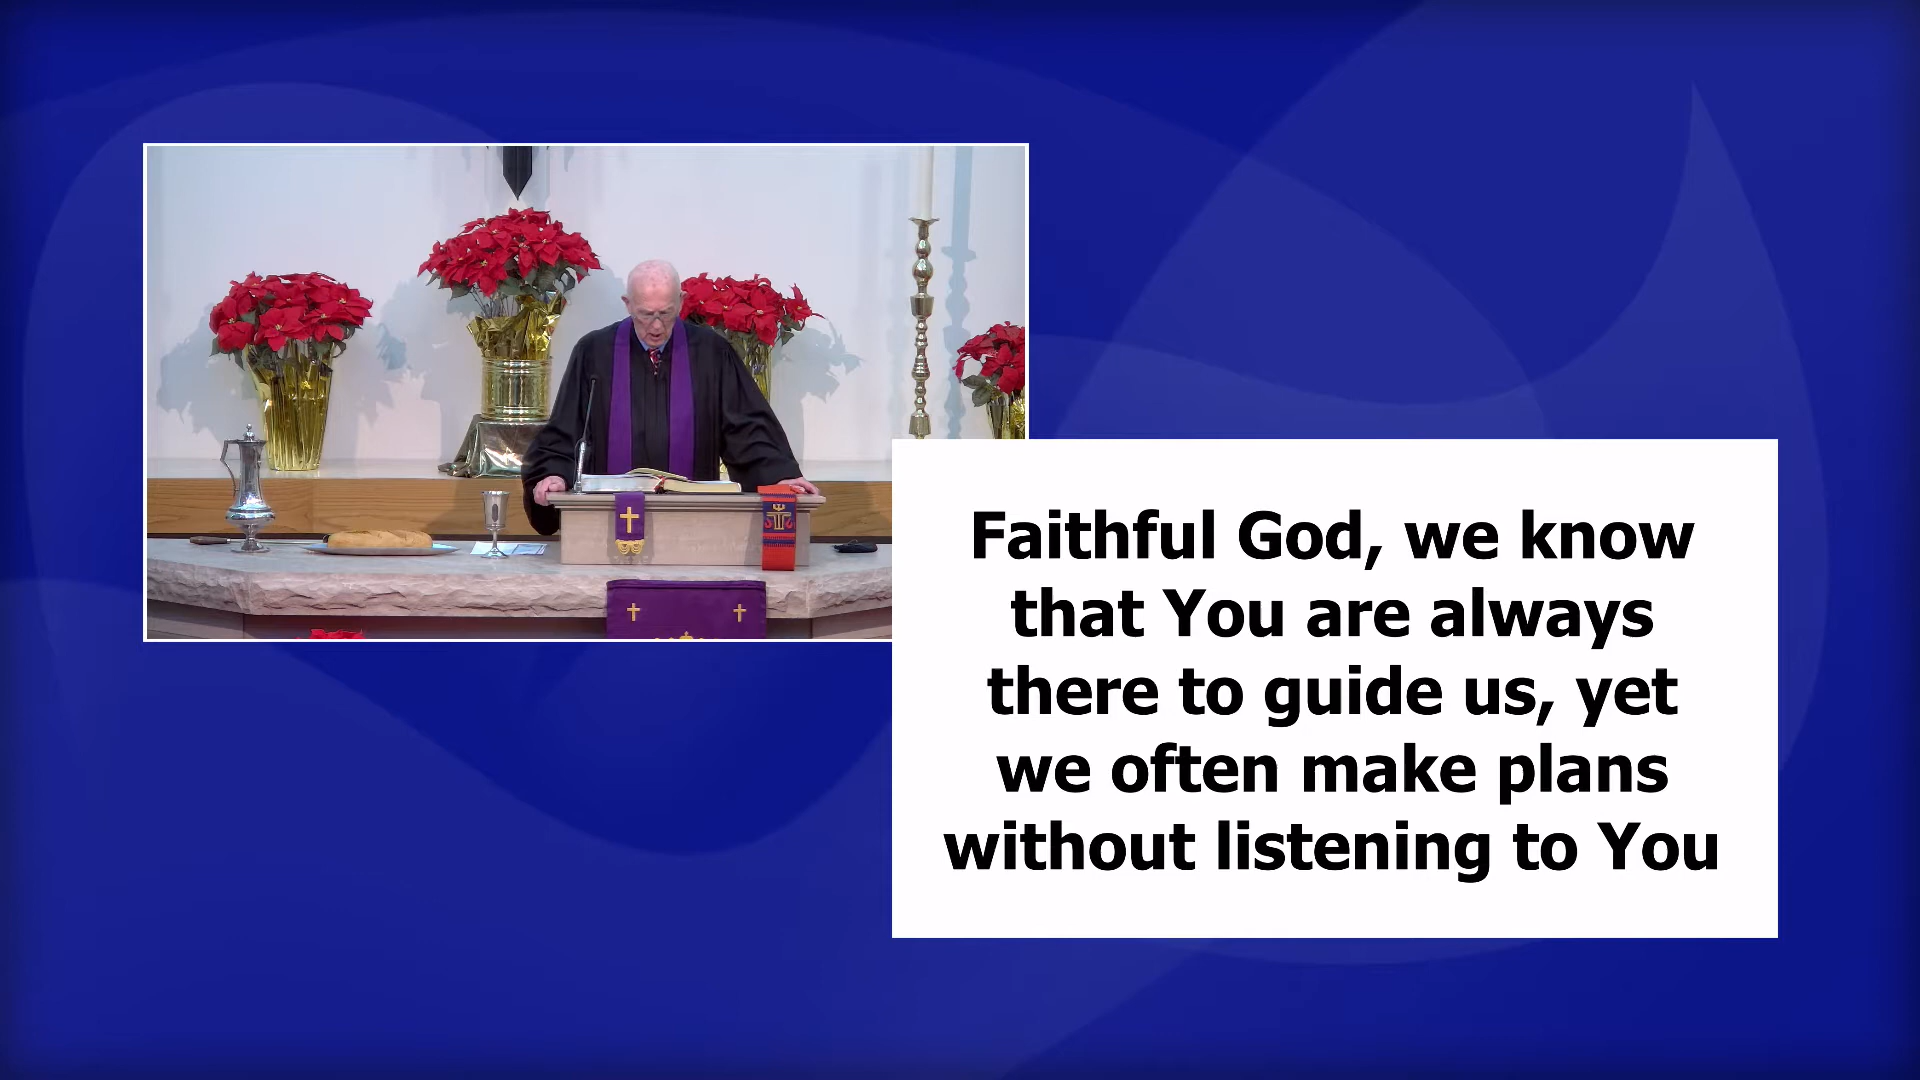 Faithful God, we know
that You are always
there to guide us, yet
we often make plans
without listening to You